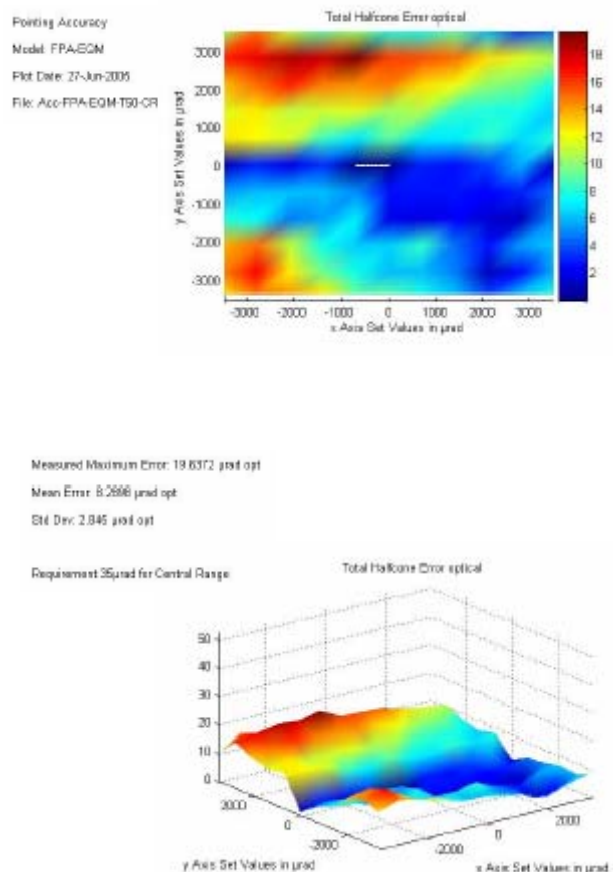 Pointing Accuracy
Model: FPA-EQM
Plot Date: 27-Jun-2006
File: Acc-FPA-EQM-T50-CR
Total Halfcone Error optical
3000
2000
1000
0
-1000
-2000
-3000
y Axis Set Values in µrad
-3000 -2000 -1000 0 1000 2000 3000
x Axis Set Values in µrad
18
16
14
12
10
8
6
4
2
Measured Maximum Error: 19.6372 µrad opt
Mean Error: 8.2898 µrad opt
Std Dev: 2.846 µrad opt
Requirement 35µrad for Central Range
Total Halfcone Error optical
50
40
30
20
10
0
2000
0
-2000
y Axis Set Values in µrad
-2000
0
2000
x Axis Set Values in µrad